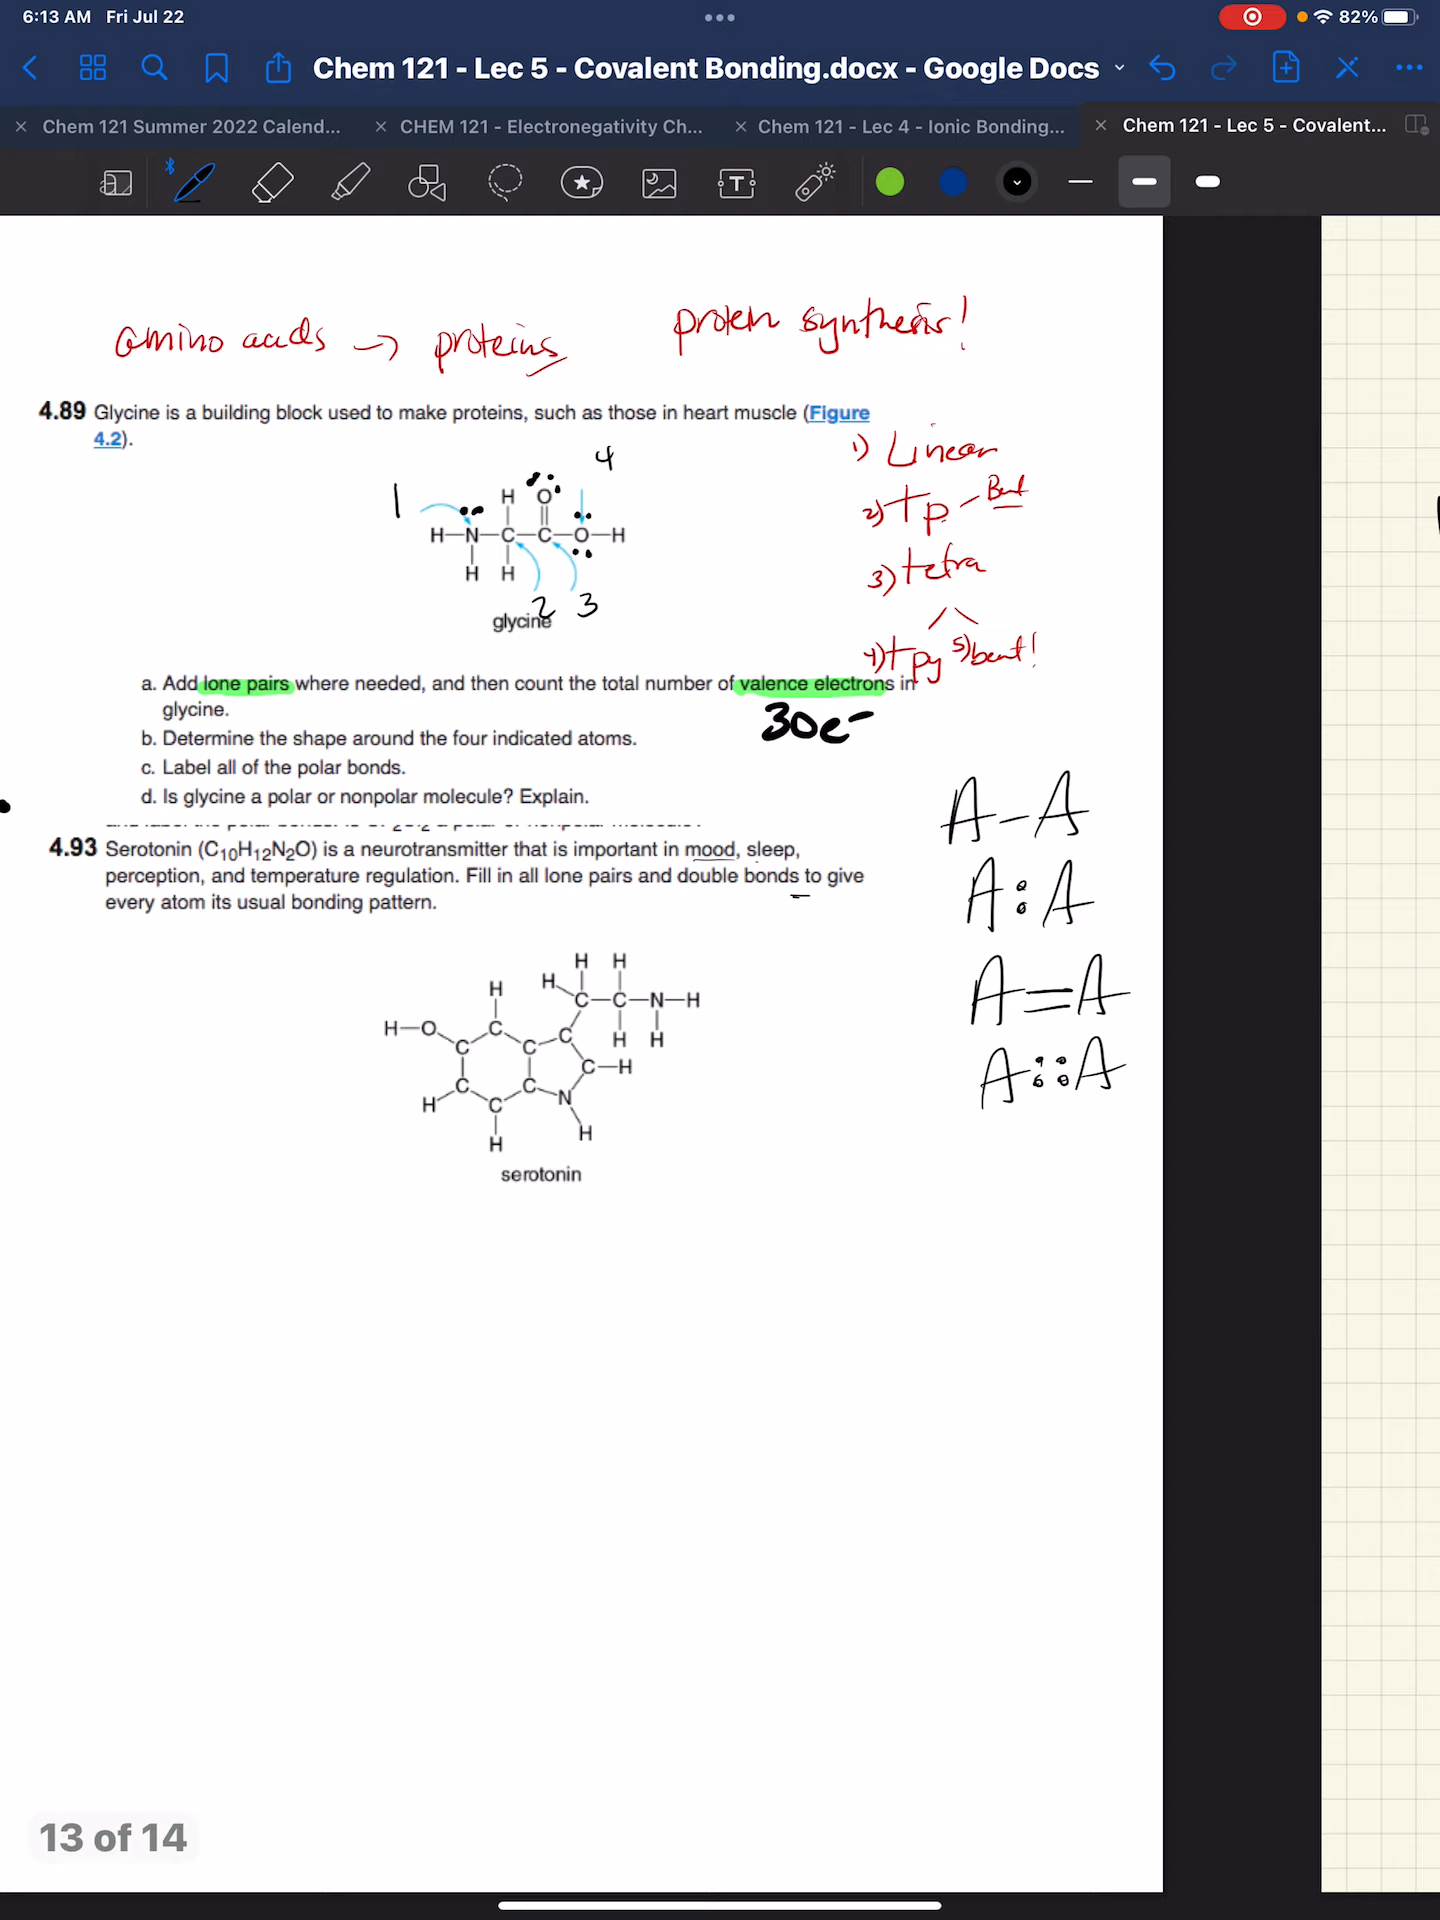 6:13 AM Fri Jul 22
82%
Chem 121 - Lec 5 - Covalent Bonding.docx - Google Docs
Chem 121 Summer 2022 Calend...
CHEM 121 - Electronegativity Ch...
Chem 121 - Lec 4 - Ionic Bonding...
Chem 121 - Lec 5 - Covalent...
T
amino acids → proteins
protein synthesis!
4.89 Glycine is a building block used to make proteins, such as those in heart muscle (Figure
4.2).
1) Linear
2) tp - Bent
3) tetra
4) tpy 5) bent!
4
1
H O
H-N-C-C-O-H
H H
2 3
glycine
a. Add lone pairs where needed, and then count the total number of valence electrons in
glycine.
30e-
b. Determine the shape around the four indicated atoms.
c. Label all of the polar bonds.
d. Is glycine a polar or nonpolar molecule? Explain.
A-A
A:A
A=A
A::A
4.93 Serotonin (C10H12N2O) is a neurotransmitter that is important in mood, sleep,
perception, and temperature regulation. Fill in all lone pairs and double bonds to give
every atom its usual bonding pattern.
H H
H H
C-C-N-H
H-O C C C H H
C C-H
C C N
H C
H H
serotonin
13 of 14